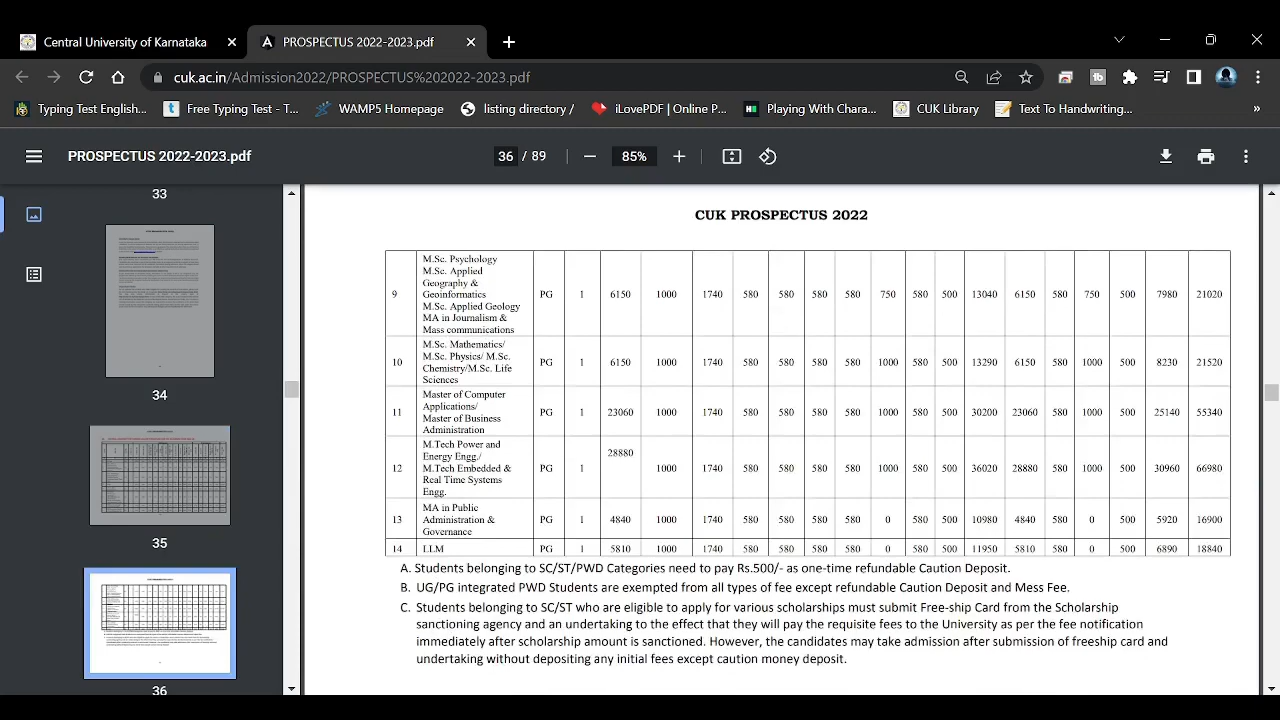 Central University of Karnataka
PROSPECTUS 2022-2023.pdf
cuk.ac.in/Admission2022/PROSPECTUS%202022-2023.pdf
Typing Test English... Free Typing Test - T... WAMP5 Homepage listing directory / iLovePDF | Online P... Playing With Chara... CUK Library Text To Handwriting... »
PROSPECTUS 2022-2023.pdf 36 / 89 85%
33
34
35
36
CUK PROSPECTUS 2022
M.Sc. Psychology
M.Sc. Applied
Geography &
9 Geoinformatics PG 1 6150 1000 1740 580 580 580 580 750 580 500 13040 6150 580 750 500 7980 21020
M.Sc. Applied Geology
MA in Journalism &
Mass communications
M.Sc. Mathematics/
10 M.Sc. Physics/ M.Sc. PG 1 6150 1000 1740 580 580 580 580 1000 580 500 13290 6150 580 1000 500 8230 21520
Chemistry/M.Sc. Life
Sciences
Master of Computer
11 Applications/ PG 1 23060 1000 1740 580 580 580 580 1000 580 500 30200 23060 580 1000 500 25140 55340
Master of Business
Administration
M.Tech Power and
Energy Engg./
12 M.Tech Embedded & PG 1 28880 1000 1740 580 580 580 580 1000 580 500 36020 28880 580 1000 500 30960 66980
Real Time Systems
Engg.
MA in Public
13 Administration & PG 1 4840 1000 1740 580 580 580 580 0 580 500 10980 4840 580 0 500 5920 16900
Governance
14 LLM PG 1 5810 1000 1740 580 580 580 580 0 580 500 11950 5810 580 0 500 6890 18840
A. Students belonging to SC/ST/PWD Categories need to pay Rs.500/- as one-time refundable Caution Deposit.
B. UG/PG integrated PWD Students are exempted from all types of fee except refundable Caution Deposit and Mess Fee.
C. Students belonging to SC/ST who are eligible to apply for various scholarships must submit Free-ship Card from the Scholarship
sanctioning agency and an undertaking to the effect that they will pay the requisite fees to the University as per the fee notification
immediately after scholarship amount is sanctioned. However, the candidates may take admission after submission of freeship card and
undertaking without depositing any initial fees except caution money deposit.